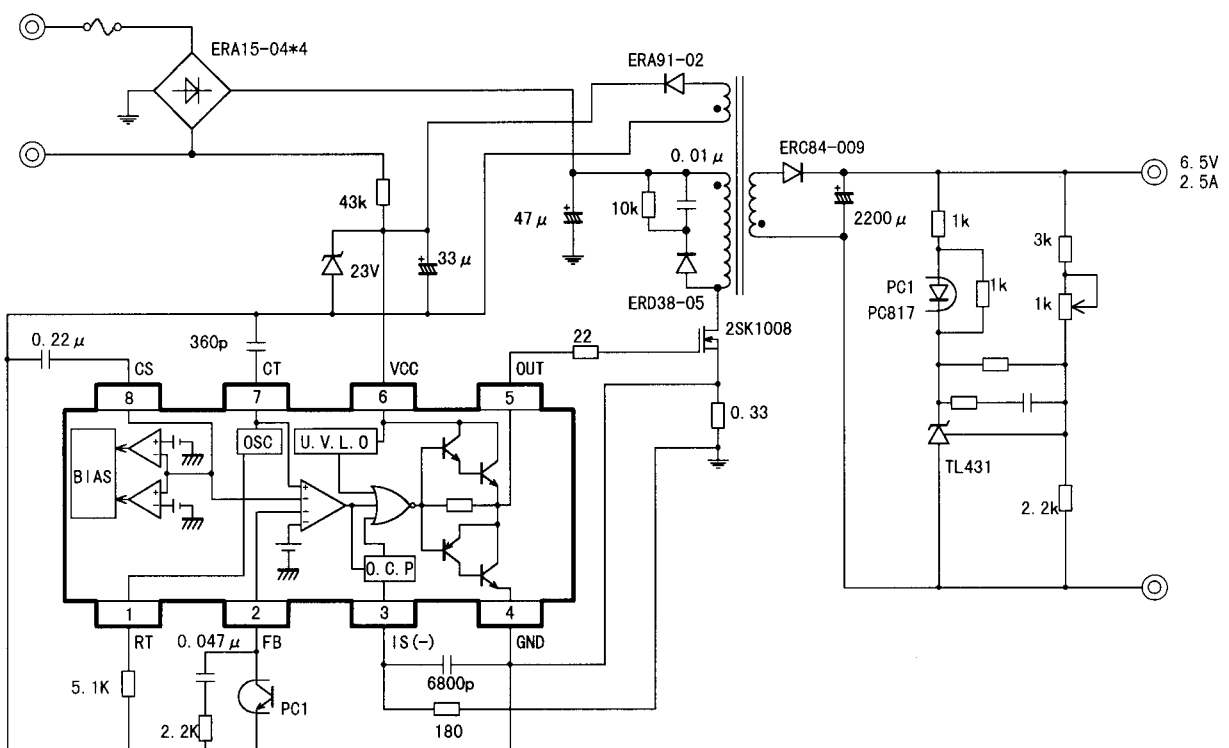 ERA15-04*4
ERA91-02
ERC84-009
6.5V
2.5A
0.01μ
43k
47μ
10k
2200μ
1k
3k
23V
33μ
PC1
PC817
1k
1k
ERD38-05
2SK1008
0.22μ
360p
22
CS
CT
VCC
OUT
8
7
6
5
0.33
OSC
U.V.L.O
BIAS
TL431
2.2k
O.C.P
1
2
3
4
RT
0.047μ
FB
IS(-)
GND
5.1K
6800p
PC1
2.2K
180